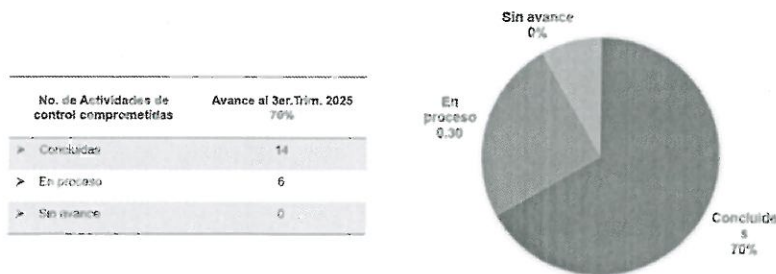 No. de Actividades de
control comprometidas
Avance al 3er.Trim. 2025
70%
➢ Concluidas 14
➢ En proceso 6
➢ Sin avance 0
Sin avance
0%
En
proceso
0.30
Concluida
s
70%